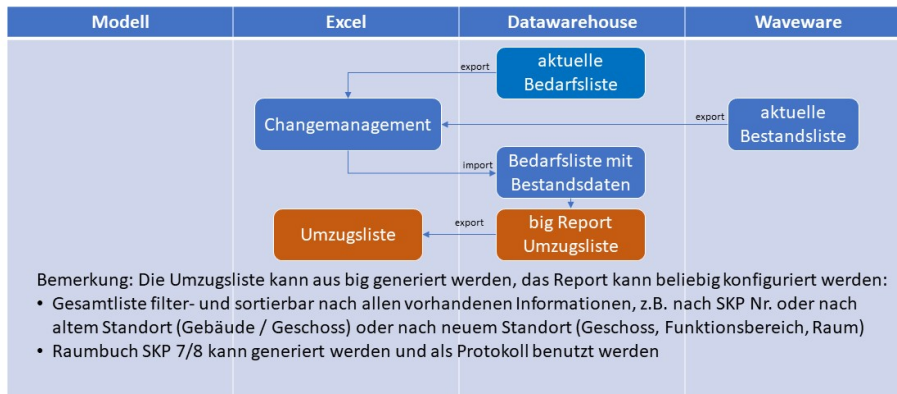 Modell
Excel
Datawarehouse
Waveware
export
aktuelle
Bedarfsliste
Changemanagement
export
aktuelle
Bestandsliste
import
Bedarfsliste mit
Bestandsdaten
Umzugsliste
export
big Report
Umzugsliste
Bemerkung: Die Umzugsliste kann aus big generiert werden, das Report kann beliebig konfiguriert werden:
• Gesamtliste filter- und sortierbar nach allen vorhandenen Informationen, z.B. nach SKP Nr. oder nach
altem Standort (Gebäude / Geschoss) oder nach neuem Standort (Geschoss, Funktionsbereich, Raum)
• Raumbuch SKP 7/8 kann generiert werden und als Protokoll benutzt werden